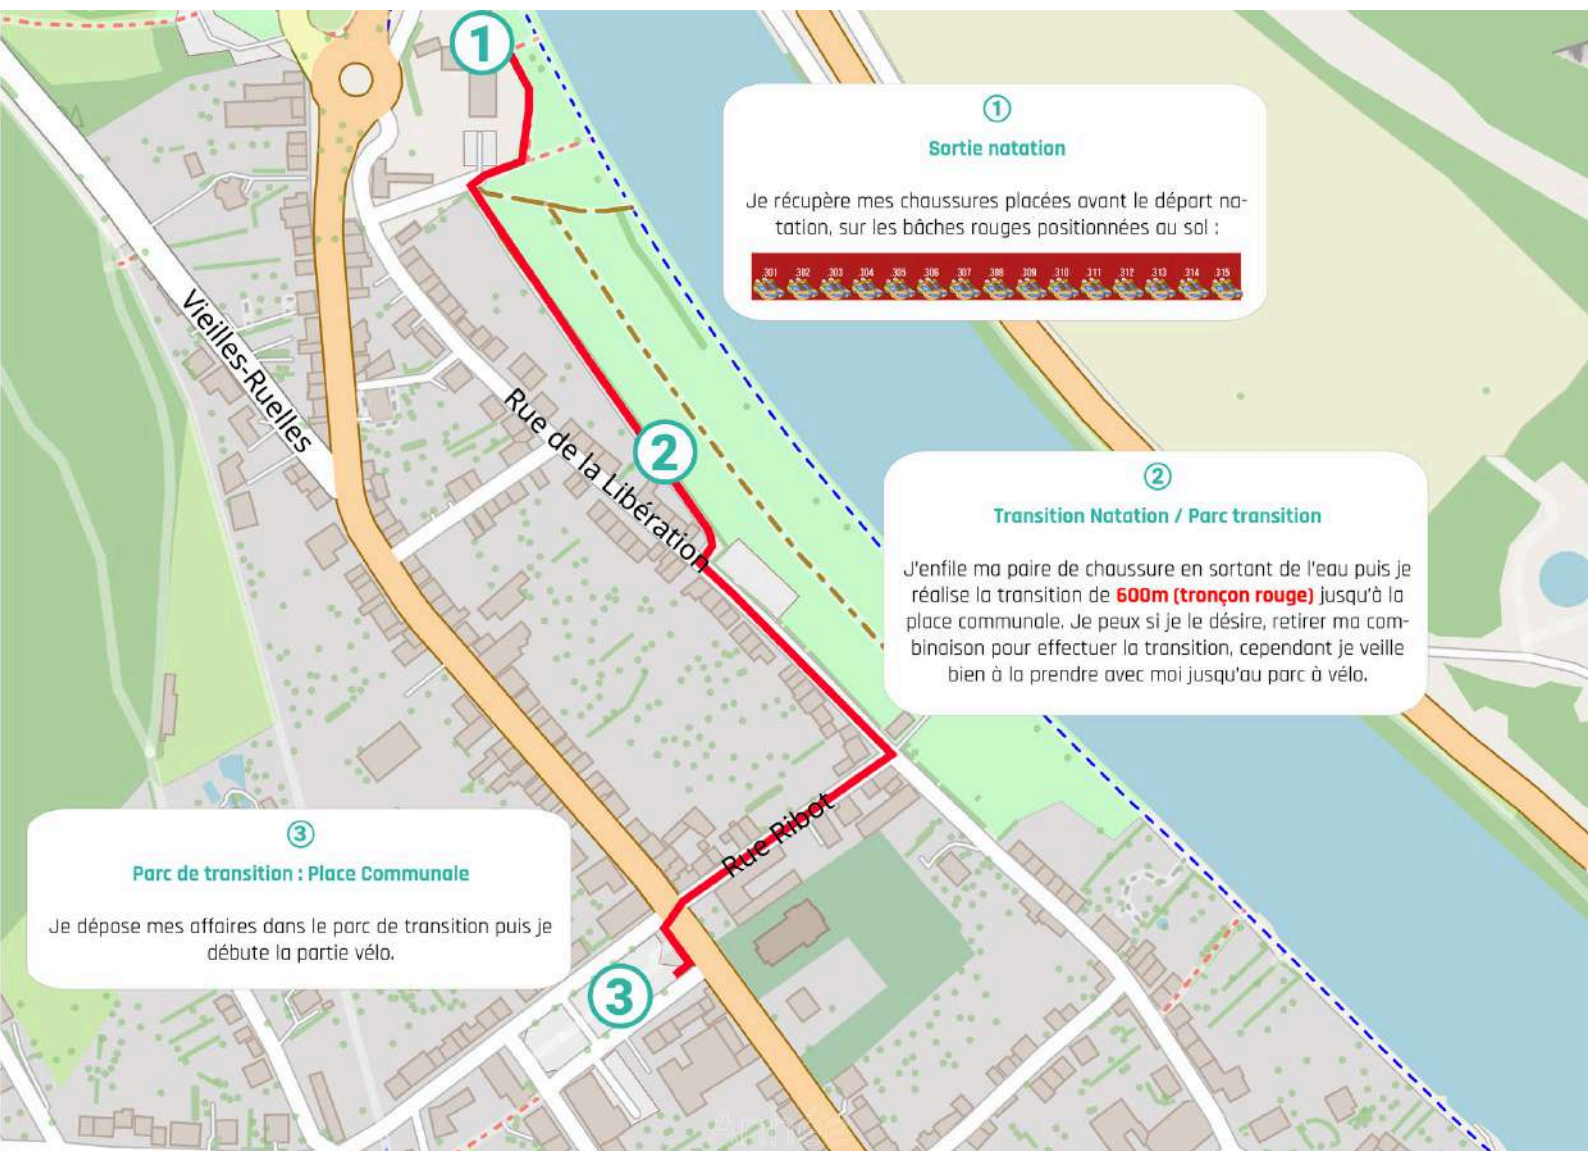 1
①
Sortie natation
Je récupère mes chaussures placées avant le départ na-
tation, sur les bâches rouges positionnées au sol :
301 302 303 304 305 306 307 308 309 310 311 312 313 314 315
Vieilles-Ruelles
Rue de la Libération
2
②
Transition Natation / Parc transition
J'enfile ma paire de chaussure en sortant de l'eau puis je
réalise la transition de 600m (tronçon rouge) jusqu'à la
place communale. Je peux si je le désire, retirer ma com-
binaison pour effectuer la transition, cependant je veille
bien à la prendre avec moi jusqu'au parc à vélo.
Rue Ribot
③
Parc de transition : Place Communale
Je dépose mes affaires dans le parc de transition puis je
débute la partie vélo.
3